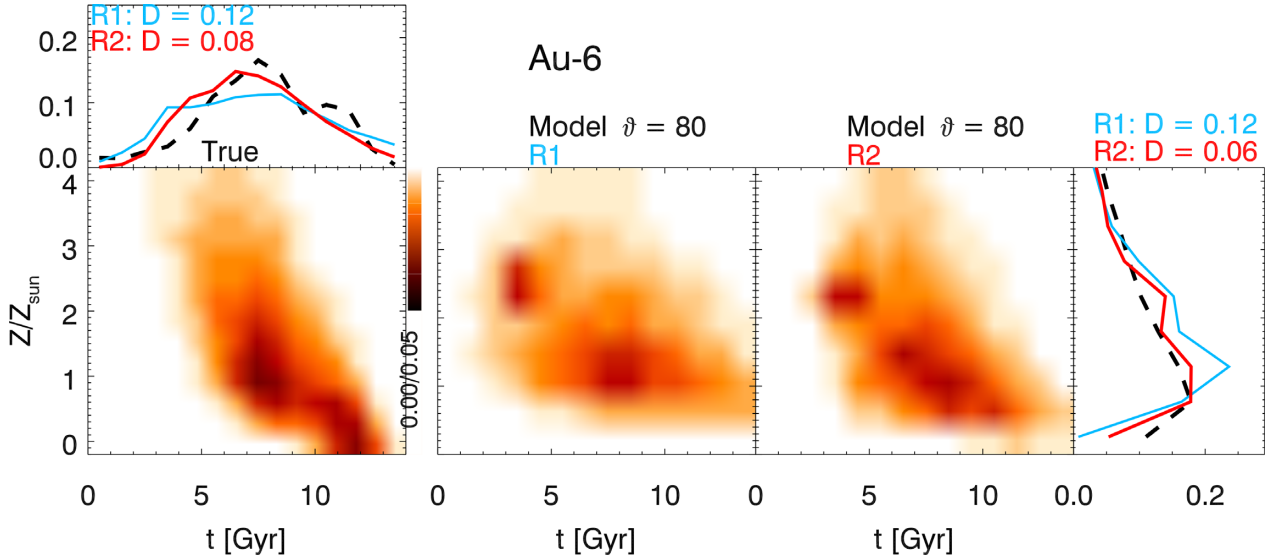 R1: D = 0.12
R2: D = 0.08
True
0.2
0.1
0.0
Au-6
Model ϑ = 80
R1
Model ϑ = 80
R2
R1: D = 0.12
R2: D = 0.06
Z/Z_sun
4
3
2
1
0
0.00/0.05
0 5 10
0 5 10
0 5 10
0.0 0.2
t [Gyr]
t [Gyr]
t [Gyr]